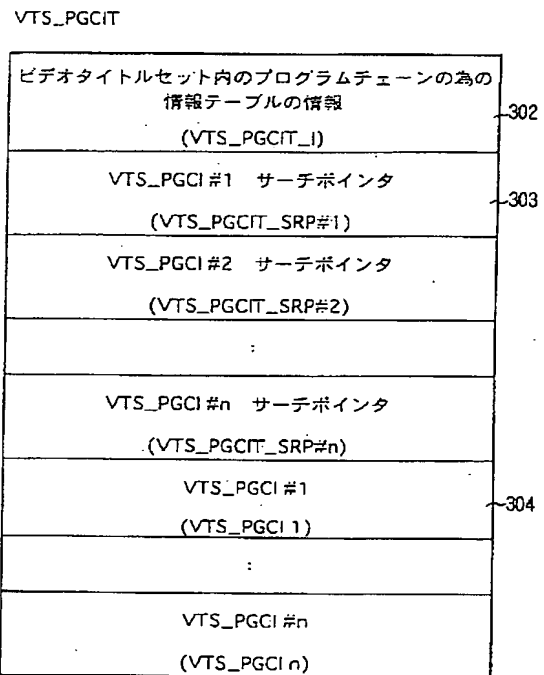 VTS_PGCIT
ビデオタイトルセット内のプログラムチェーンの為の
情報テーブルの情報
(VTS_PGCIT_I)
302
VTS_PGCI #1 サーチポインタ
303
(VTS_PGCIT_SRP#1)
VTS_PGCI #2 サーチポインタ
(VTS_PGCIT_SRP#2)
:
VTS_PGCI #n サーチポインタ
(VTS_PGCIT_SRP#n)
VTS_PGCI #1
304
(VTS_PGCI 1)
:
VTS_PGCI #n
(VTS_PGCI n)